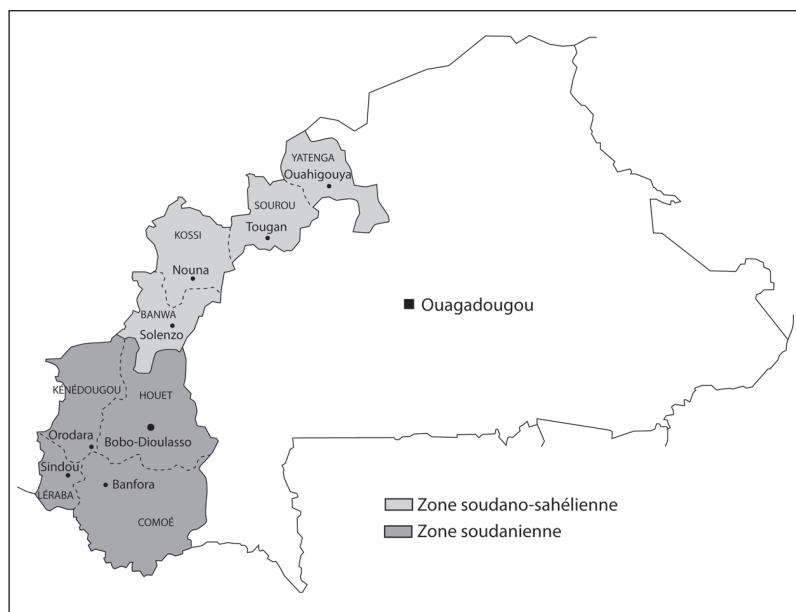 YATENGA
Ouahigouya
SOUROU
Tougan
KOSSI
Nouna
BANWA
Solenzo
Ouagadougou
KÉNÉDOUGOU
HOUET
Orodara
Bobo-Dioulasso
Sindou
Banfora
LÉRABA
COMOÉ
Zone soudano-sahélienne
Zone soudanienne